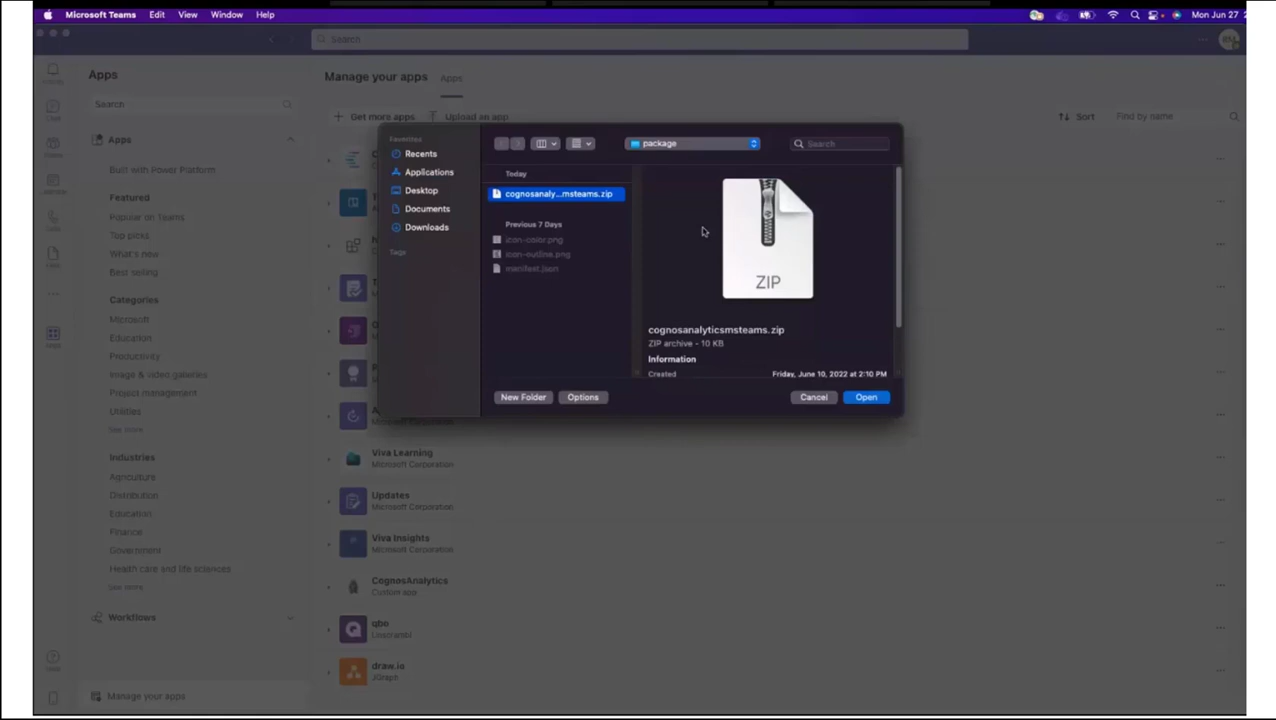 Microsoft Teams Edit View Window Help
Mon Jun 27
Search
Apps
Manage your apps Apps
Search
Get more apps Upload an app
Sort Find by name
Apps
Built with Power Platform
Featured
Popular on Teams
Top picks
What's new
Best selling
Categories
Microsoft
Education
Productivity
Image & video galleries
Project management
Utilities
See more
Industries
Agriculture
Distribution
Education
Finance
Government
Health care and life sciences
See more
Workflows
Manage your apps
Favorites
Recents
Applications
Desktop
Documents
Downloads
Tags
package
Search
Today
cognosanaly...msteams.zip
Previous 7 Days
icon-color.png
icon-outline.png
manifest.json
ZIP
cognosanalyticsmsteams.zip
ZIP archive - 10 KB
Information
Created Friday, June 10, 2022 at 2:10 PM
New Folder Options
Cancel Open
Viva Learning
Microsoft Corporation
Updates
Microsoft Corporation
Viva Insights
Microsoft Corporation
CognosAnalytics
Custom app
qbo
draw.io
JGraph